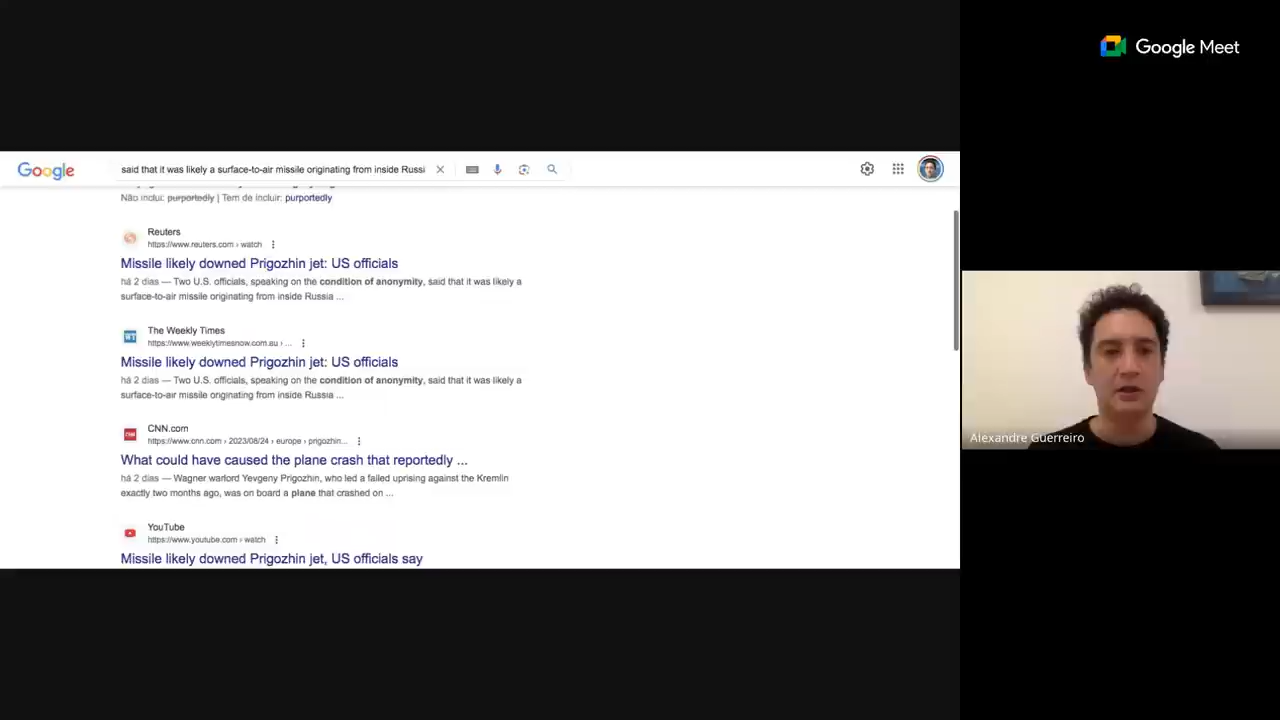 Google Meet
Google
said that it was likely a surface-to-air missile originating from inside Russi
Não inclui: purportedly | Tem de incluir: purportedly
Reuters
https://www.reuters.com › watch
Missile likely downed Prigozhin jet: US officials
há 2 dias — Two U.S. officials, speaking on the condition of anonymity, said that it was likely a
surface-to-air missile originating from inside Russia ...
The Weekly Times
https://www.weeklytimesnow.com.au › ...
Missile likely downed Prigozhin jet: US officials
há 2 dias — Two U.S. officials, speaking on the condition of anonymity, said that it was likely a
surface-to-air missile originating from inside Russia ...
CNN.com
https://www.cnn.com › 2023/08/24 › europe › prigozhin...
What could have caused the plane crash that reportedly ...
há 2 dias — Wagner warlord Yevgeny Prigozhin, who led a failed uprising against the Kremlin
exactly two months ago, was on board a plane that crashed on ...
YouTube
https://www.youtube.com › watch
Missile likely downed Prigozhin jet, US officials say
Alexandre Guerreiro